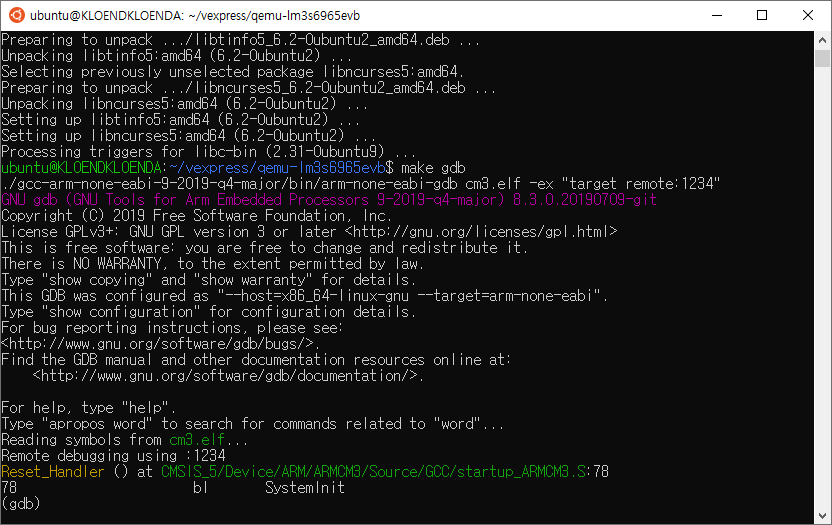 ubuntu@KLOENDKLOENDA: ~/vexpress/qemu-lm3s6965evb
Preparing to unpack .../libtinfo5_6.2-0ubuntu2_amd64.deb ...
Unpacking libtinfo5:amd64 (6.2-0ubuntu2) ...
Selecting previously unselected package libncurses5:amd64.
Preparing to unpack .../libncurses5_6.2-0ubuntu2_amd64.deb ...
Unpacking libncurses5:amd64 (6.2-0ubuntu2) ...
Setting up libtinfo5:amd64 (6.2-0ubuntu2) ...
Setting up libncurses5:amd64 (6.2-0ubuntu2) ...
Processing triggers for libc-bin (2.31-0ubuntu9) ...
ubuntu@KLOENDKLOENDA:~/vexpress/qemu-lm3s6965evb$ make gdb
./gcc-arm-none-eabi-9-2019-q4-major/bin/arm-none-eabi-gdb cm3.elf -ex "target remote:1234"
GNU gdb (GNU Tools for Arm Embedded Processors 9-2019-q4-major) 8.3.0.20190709-git
Copyright (C) 2019 Free Software Foundation, Inc.
License GPLv3+: GNU GPL version 3 or later <http://gnu.org/licenses/gpl.html>
This is free software: you are free to change and redistribute it.
There is NO WARRANTY, to the extent permitted by law.
Type "show copying" and "show warranty" for details.
This GDB was configured as "--host=x86_64-linux-gnu --target=arm-none-eabi".
Type "show configuration" for configuration details.
For bug reporting instructions, please see:
<http://www.gnu.org/software/gdb/bugs/>.
Find the GDB manual and other documentation resources online at:
    <http://www.gnu.org/software/gdb/documentation/>.

For help, type "help".
Type "apropos word" to search for commands related to "word"...
Reading symbols from cm3.elf...
Remote debugging using :1234
Reset_Handler () at CMSIS_5/Device/ARM/ARMCM3/Source/GCC/startup_ARMCM3.S:78
78                      bl      SystemInit
(gdb)